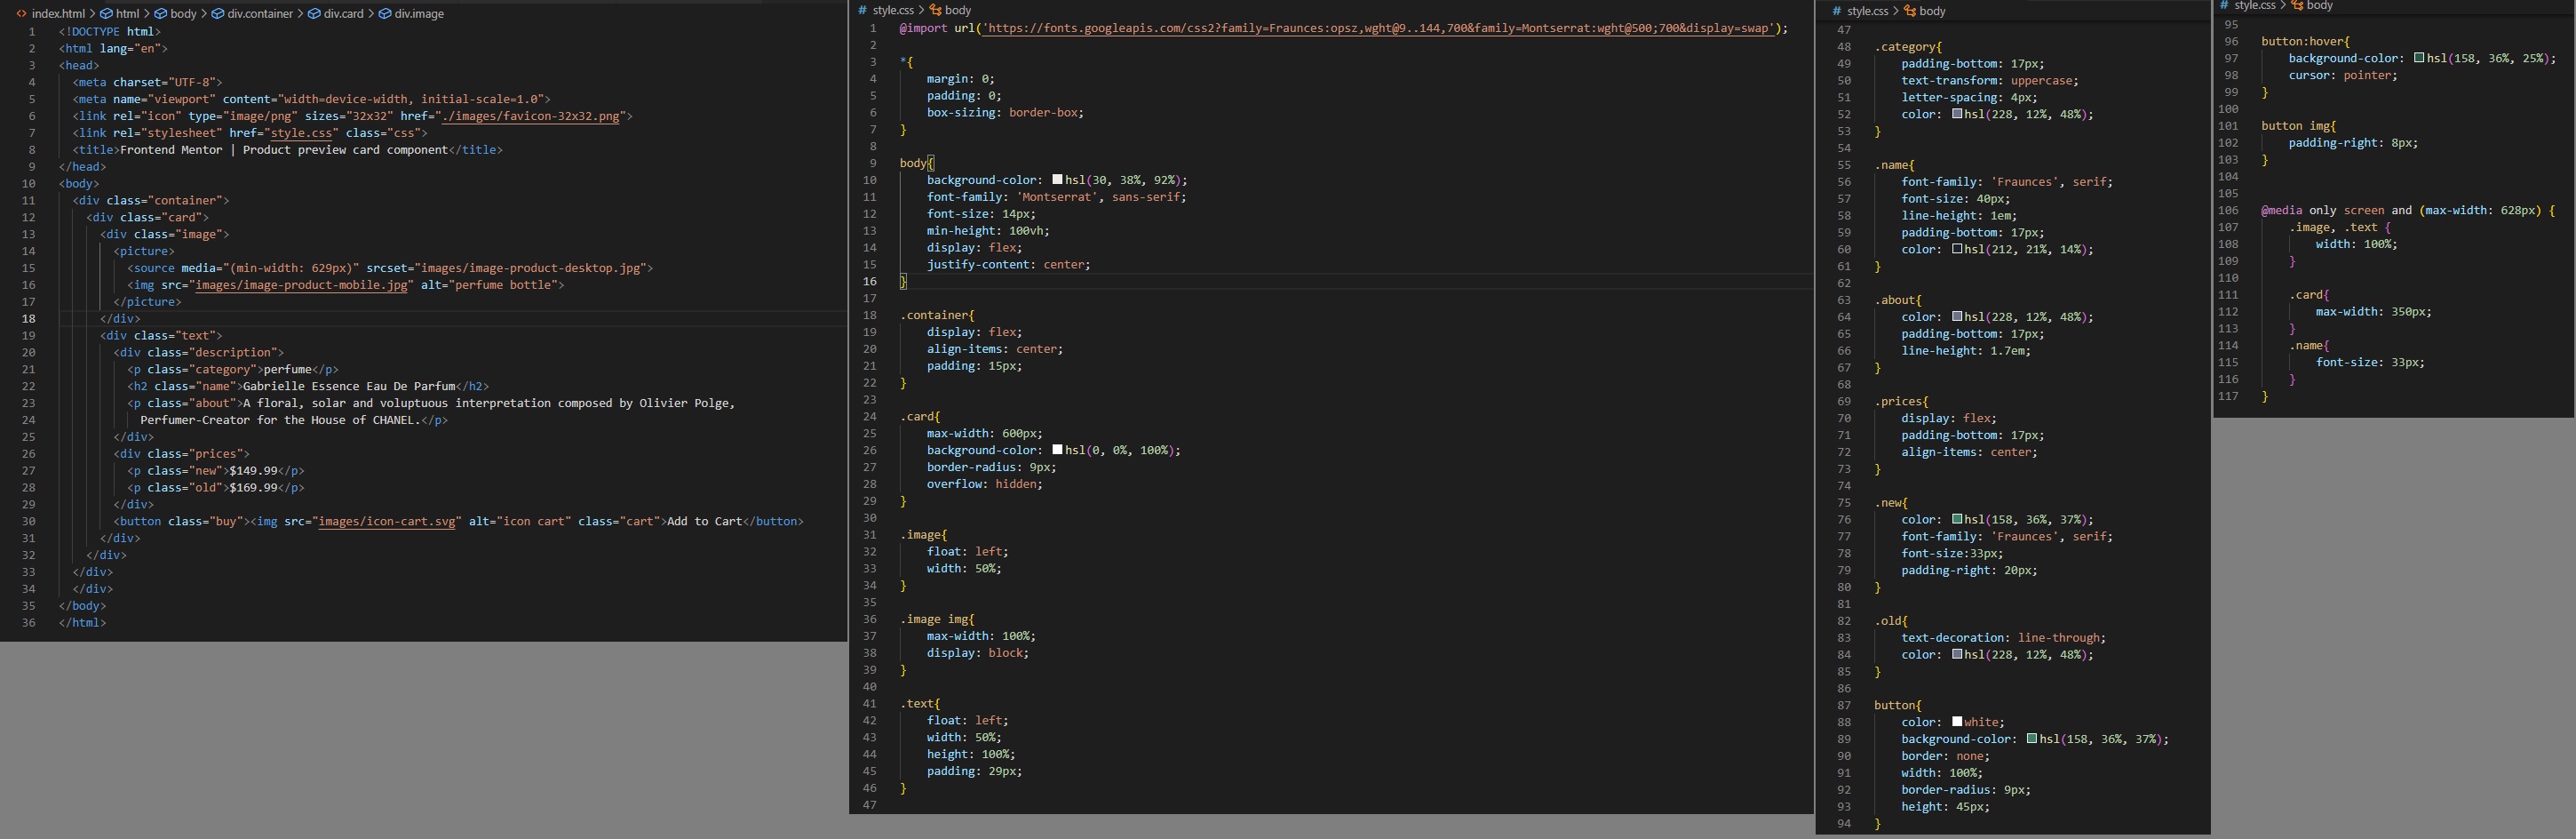 index.html > html > body > div.container > div.card > div.image
1 <!DOCTYPE html>
2 <html lang="en">
3 <head>
4 <meta charset="UTF-8">
5 <meta name="viewport" content="width=device-width, initial-scale=1.0">
6 <link rel="icon" type="image/png" sizes="32x32" href="./images/favicon-32x32.png">
7 <link rel="stylesheet" href="style.css" class="css">
8 <title>Frontend Mentor | Product preview card component</title>
9 </head>
10 <body>
11 <div class="container">
12 <div class="card">
13 <div class="image">
14 <picture>
15 <source media="(min-width: 629px)" srcset="images/image-product-desktop.jpg">
16 <img src="images/image-product-mobile.jpg" alt="perfume bottle">
17 </picture>
18 </div>
19 <div class="text">
20 <div class="description">
21 <p class="category">perfume</p>
22 <h2 class="name">Gabrielle Essence Eau De Parfum</h2>
23 <p class="about">A floral, solar and voluptuous interpretation composed by Olivier Polge,
24 Perfumer-Creator for the House of CHANEL.</p>
25 </div>
26 <div class="prices">
27 <p class="new">$149.99</p>
28 <p class="old">$169.99</p>
29 </div>
30 <button class="buy"><img src="images/icon-cart.svg" alt="icon cart" class="cart">Add to Cart</button>
31 </div>
32 </div>
33 </div>
34 </div>
35 </body>
36 </html>
# style.css > body
1 @import url('https://fonts.googleapis.com/css2?family=Fraunces:opsz,wght@9..144,700&family=Montserrat:wght@500;700&display=swap');
2
3 *{
4 margin: 0;
5 padding: 0;
6 box-sizing: border-box;
7 }
8
9 body{
10 background-color: hsl(30, 38%, 92%);
11 font-family: 'Montserrat', sans-serif;
12 font-size: 14px;
13 min-height: 100vh;
14 display: flex;
15 justify-content: center;
16 }
17
18 .container{
19 display: flex;
20 align-items: center;
21 padding: 15px;
22 }
23
24 .card{
25 max-width: 600px;
26 background-color: hsl(0, 0%, 100%);
27 border-radius: 9px;
28 overflow: hidden;
29 }
30
31 .image{
32 float: left;
33 width: 50%;
34 }
35
36 .image img{
37 max-width: 100%;
38 display: block;
39 }
40
41 .text{
42 float: left;
43 width: 50%;
44 height: 100%;
45 padding: 29px;
46 }
47
# style.css > body
47
48 .category{
49 padding-bottom: 17px;
50 text-transform: uppercase;
51 letter-spacing: 4px;
52 color: hsl(228, 12%, 48%);
53 }
54
55 .name{
56 font-family: 'Fraunces', serif;
57 font-size: 40px;
58 line-height: 1em;
59 padding-bottom: 17px;
60 color: hsl(212, 21%, 14%);
61 }
62
63 .about{
64 color: hsl(228, 12%, 48%);
65 padding-bottom: 17px;
66 line-height: 1.7em;
67 }
68
69 .prices{
70 display: flex;
71 padding-bottom: 17px;
72 align-items: center;
73 }
74
75 .new{
76 color: hsl(158, 36%, 37%);
77 font-family: 'Fraunces', serif;
78 font-size:33px;
79 padding-right: 20px;
80 }
81
82 .old{
83 text-decoration: line-through;
84 color: hsl(228, 12%, 48%);
85 }
86
87 button{
88 color: white;
89 background-color: hsl(158, 36%, 37%);
90 border: none;
91 width: 100%;
92 border-radius: 9px;
93 height: 45px;
94 }
# style.css > body
95
96 button:hover{
97 background-color: hsl(158, 36%, 25%);
98 cursor: pointer;
99 }
100
101 button img{
102 padding-right: 8px;
103 }
104
105
106 @media only screen and (max-width: 628px) {
107 .image, .text {
108 width: 100%;
109 }
110
111 .card{
112 max-width: 350px;
113 }
114 .name{
115 font-size: 33px;
116 }
117 }